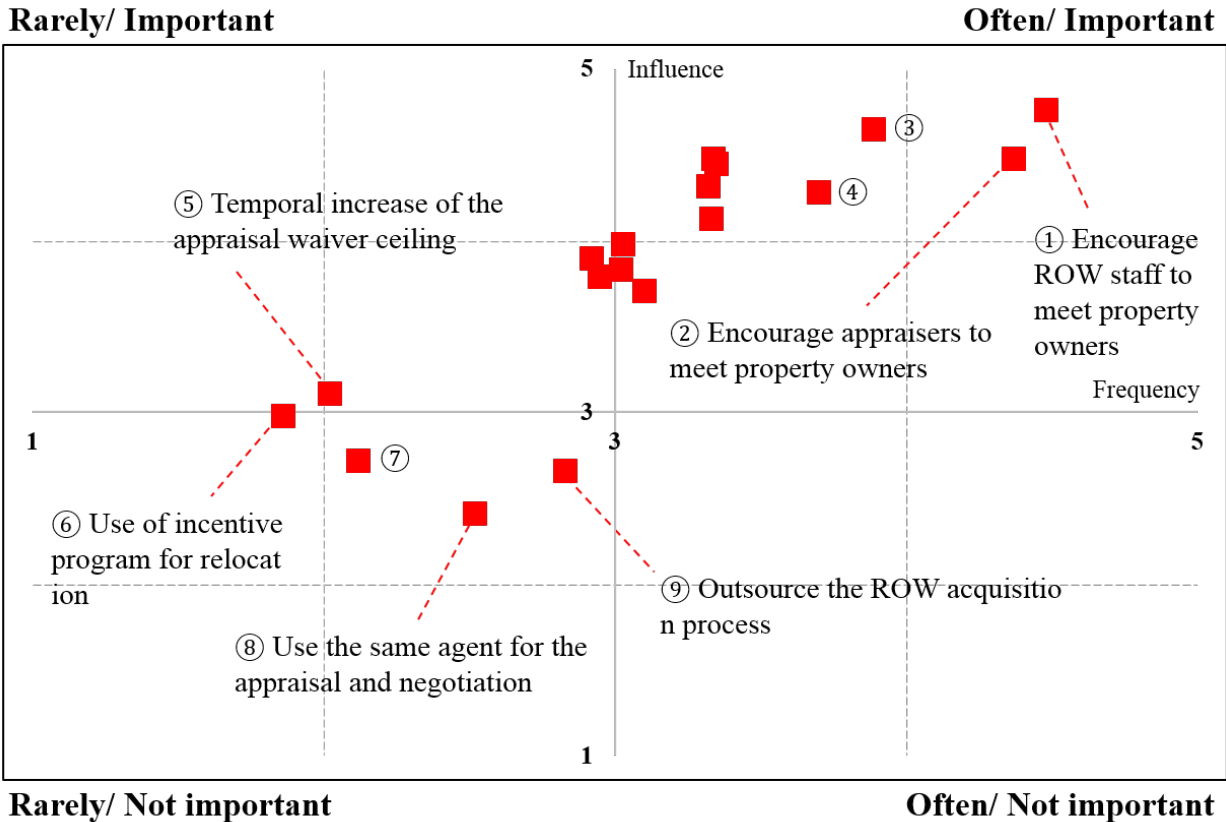 Rarely/ Important
Often/ Important
5
Influence
③
④
⑤ Temporal increase of the
appraisal waiver ceiling
① Encourage
ROW staff to
meet property
owners
② Encourage appraisers to
meet property owners
Frequency
3
1
3
5
⑦
⑥ Use of incentive
program for relocat
ion
⑨ Outsource the ROW acquisitio
n process
⑧ Use the same agent for the
appraisal and negotiation
1
Rarely/ Not important
Often/ Not important